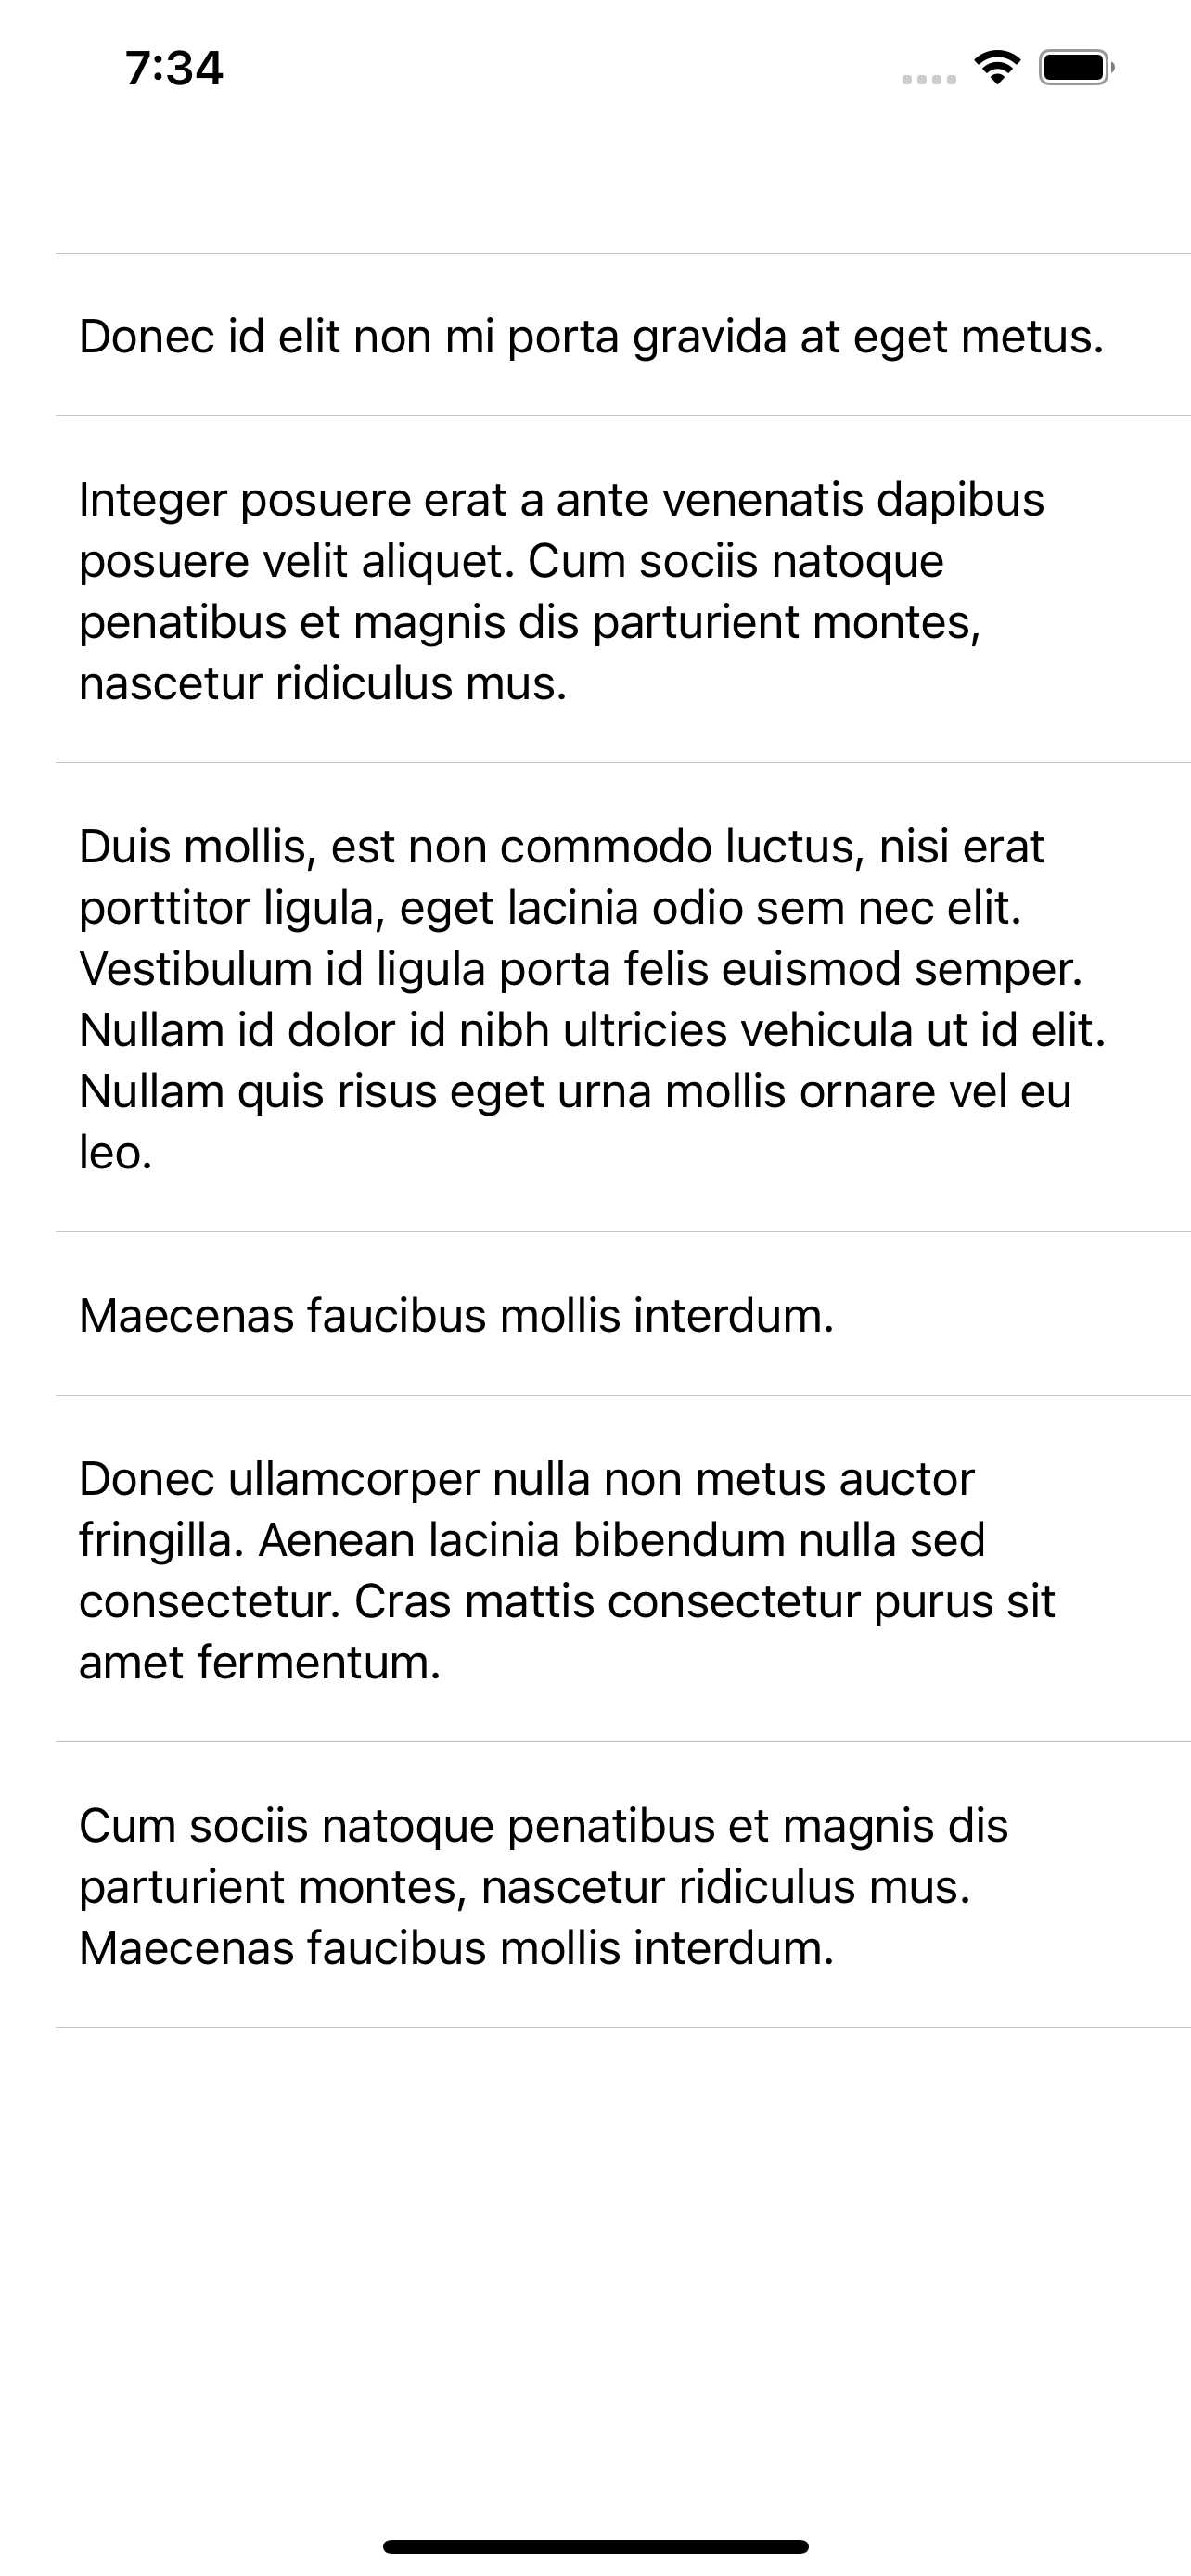 7:34
Donec id elit non mi porta gravida at eget metus.
Integer posuere erat a ante venenatis dapibus
posuere velit aliquet. Cum sociis natoque
penatibus et magnis dis parturient montes,
nascetur ridiculus mus.
Duis mollis, est non commodo luctus, nisi erat
porttitor ligula, eget lacinia odio sem nec elit.
Vestibulum id ligula porta felis euismod semper.
Nullam id dolor id nibh ultricies vehicula ut id elit.
Nullam quis risus eget urna mollis ornare vel eu
leo.
Maecenas faucibus mollis interdum.
Donec ullamcorper nulla non metus auctor
fringilla. Aenean lacinia bibendum nulla sed
consectetur. Cras mattis consectetur purus sit
amet fermentum.
Cum sociis natoque penatibus et magnis dis
parturient montes, nascetur ridiculus mus.
Maecenas faucibus mollis interdum.